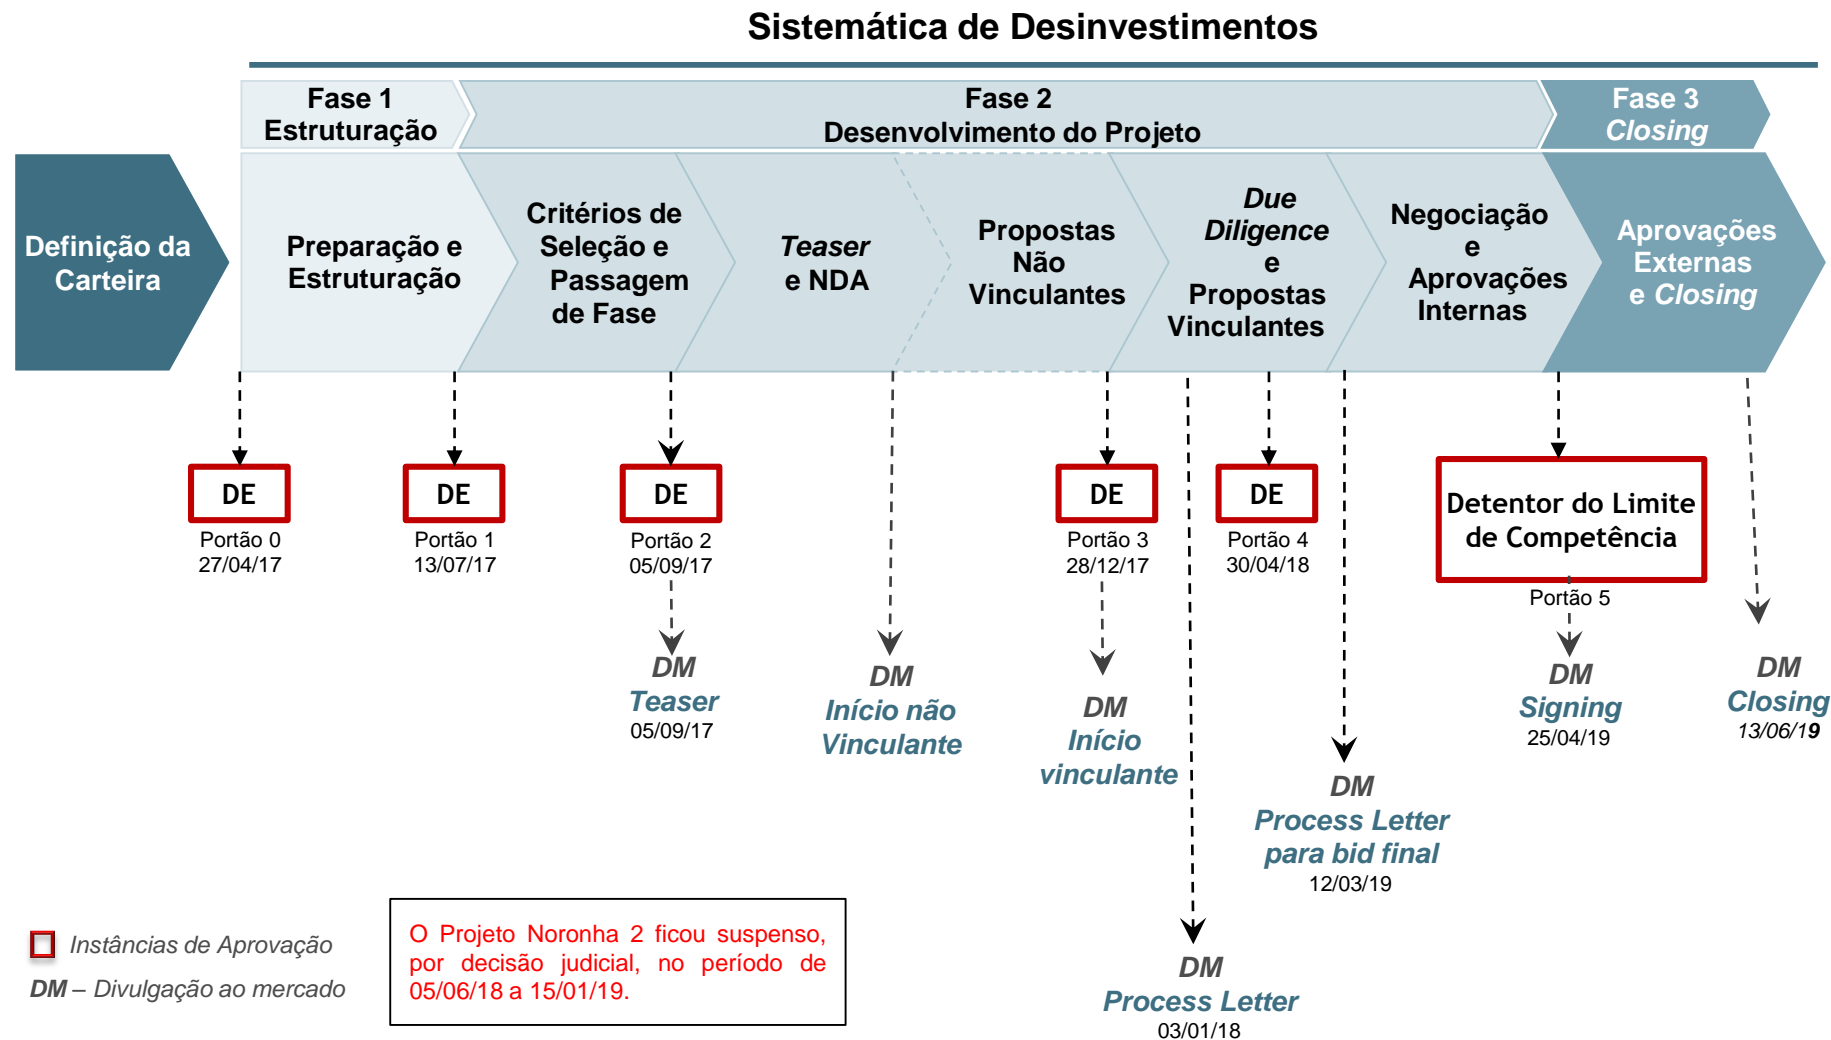 Sistemática de Desinvestimentos
Fase 1
Estruturação
Fase 2
Desenvolvimento do Projeto
Fase 3
Closing
Definição da
Carteira
Preparação e
Estruturação
Critérios de
Seleção e
Passagem
de Fase
Teaser
e NDA
Propostas
Não
Vinculantes
Due
Diligence
e
Propostas
Vinculantes
Negociação
e
Aprovações
Internas
Aprovações
Externas
e Closing
DE
Portão 0
27/04/17
DE
Portão 1
13/07/17
DE
Portão 2
05/09/17
DE
Portão 3
28/12/17
DE
Portão 4
30/04/18
Detentor do Limite
de Competência
Portão 5
DM
Teaser
05/09/17
DM
Início não
Vinculante
DM
Início
vinculante
DM
Process Letter
03/01/18
DM
Process Letter
para bid final
12/03/19
DM
Signing
25/04/19
DM
Closing
13/06/19
Instâncias de Aprovação
DM – Divulgação ao mercado
O Projeto Noronha 2 ficou suspenso,
por decisão judicial, no período de
05/06/18 a 15/01/19.